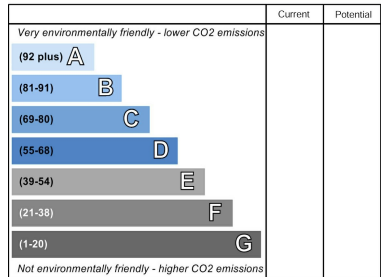 Current Potential
Very environmentally friendly - lower CO2 emissions
(92 plus) A
(81-91) B
(69-80) C
(55-68) D
(39-54) E
(21-38) F
(1-20) G
Not environmentally friendly - higher CO2 emissions